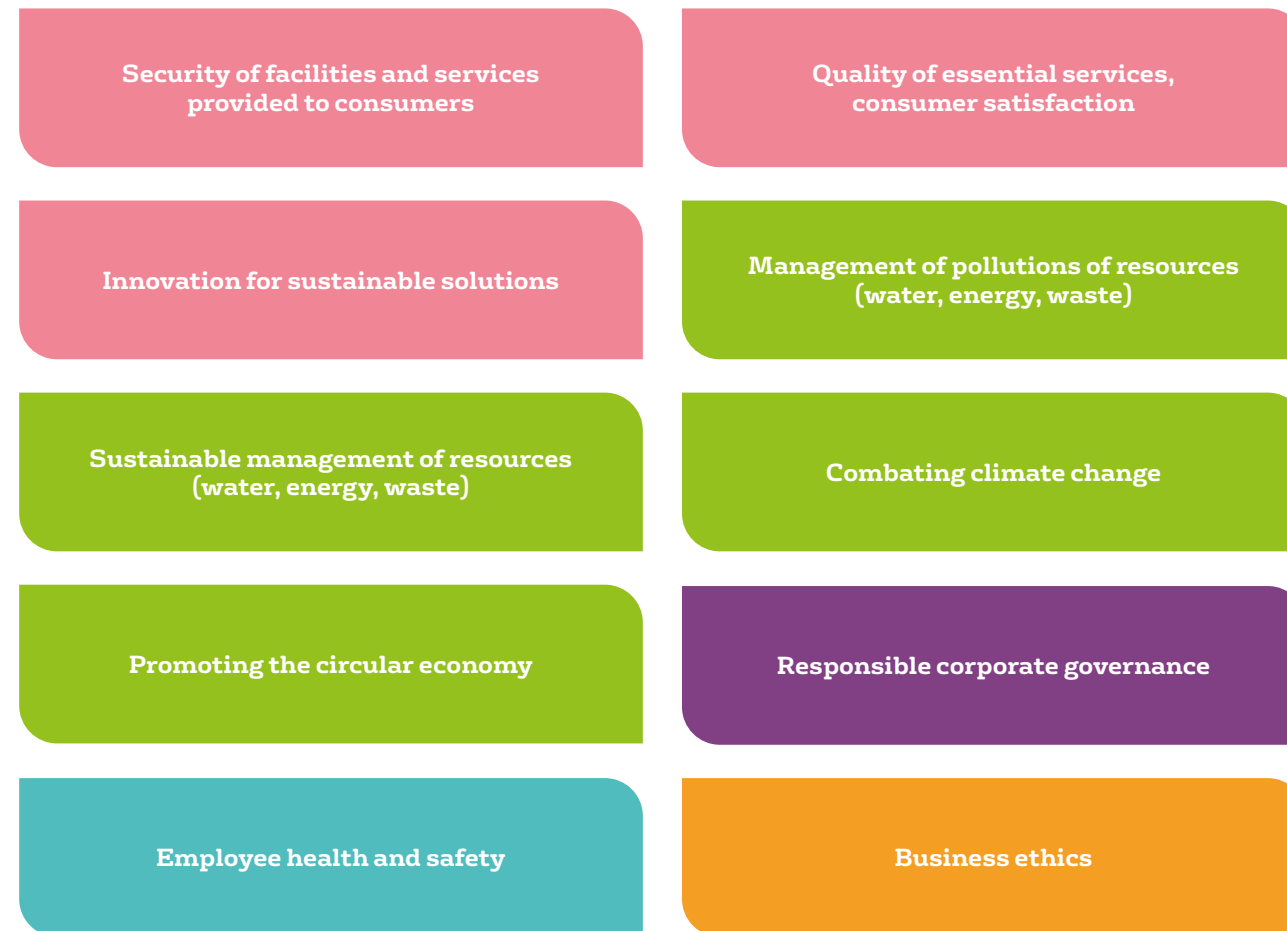 Security of facilities and services
provided to consumers
Quality of essential services,
consumer satisfaction
Innovation for sustainable solutions
Management of pollutions of resources
(water, energy, waste)
Sustainable management of resources
(water, energy, waste)
Combating climate change
Promoting the circular economy
Responsible corporate governance
Employee health and safety
Business ethics